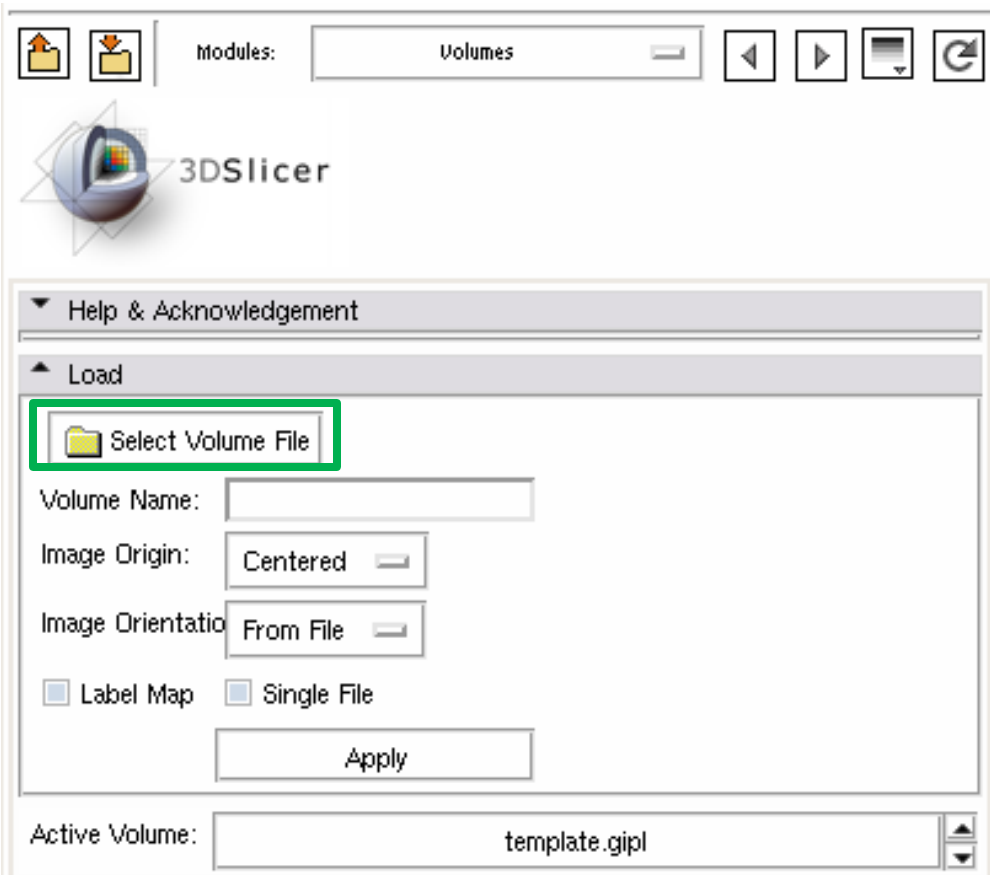 Modules: Volumes
3DSlicer
Help & Acknowledgement
Load
Select Volume File
Volume Name:
Image Origin: Centered
Image Orientatio From File
Label Map Single File
Apply
Active Volume: template.gipl